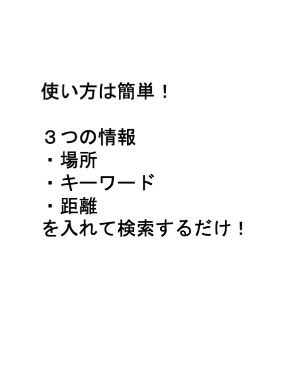 使い方は簡単！
３つの情報
・場所
・キーワード
・距離
を入れて検索するだけ！